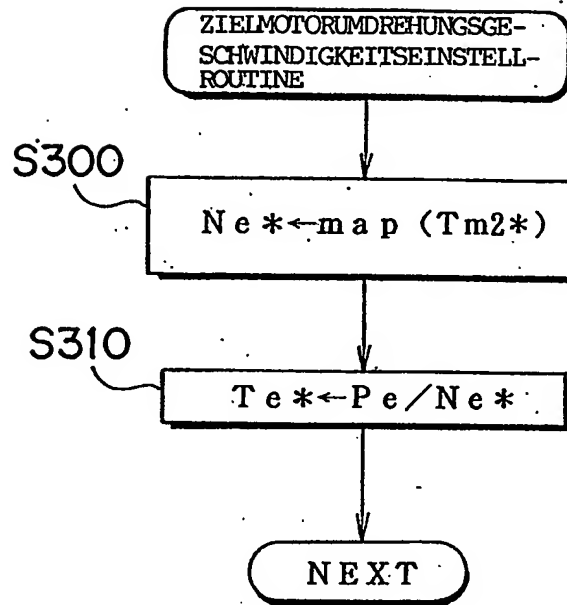 ZIELMOTORUMDREHUNGSGE-
SCHWINDIGKEITSEINSTELL-
ROUTINE
S300
Ne*←map (Tm2*)
S310
Te*←Pe/Ne*
NEXT